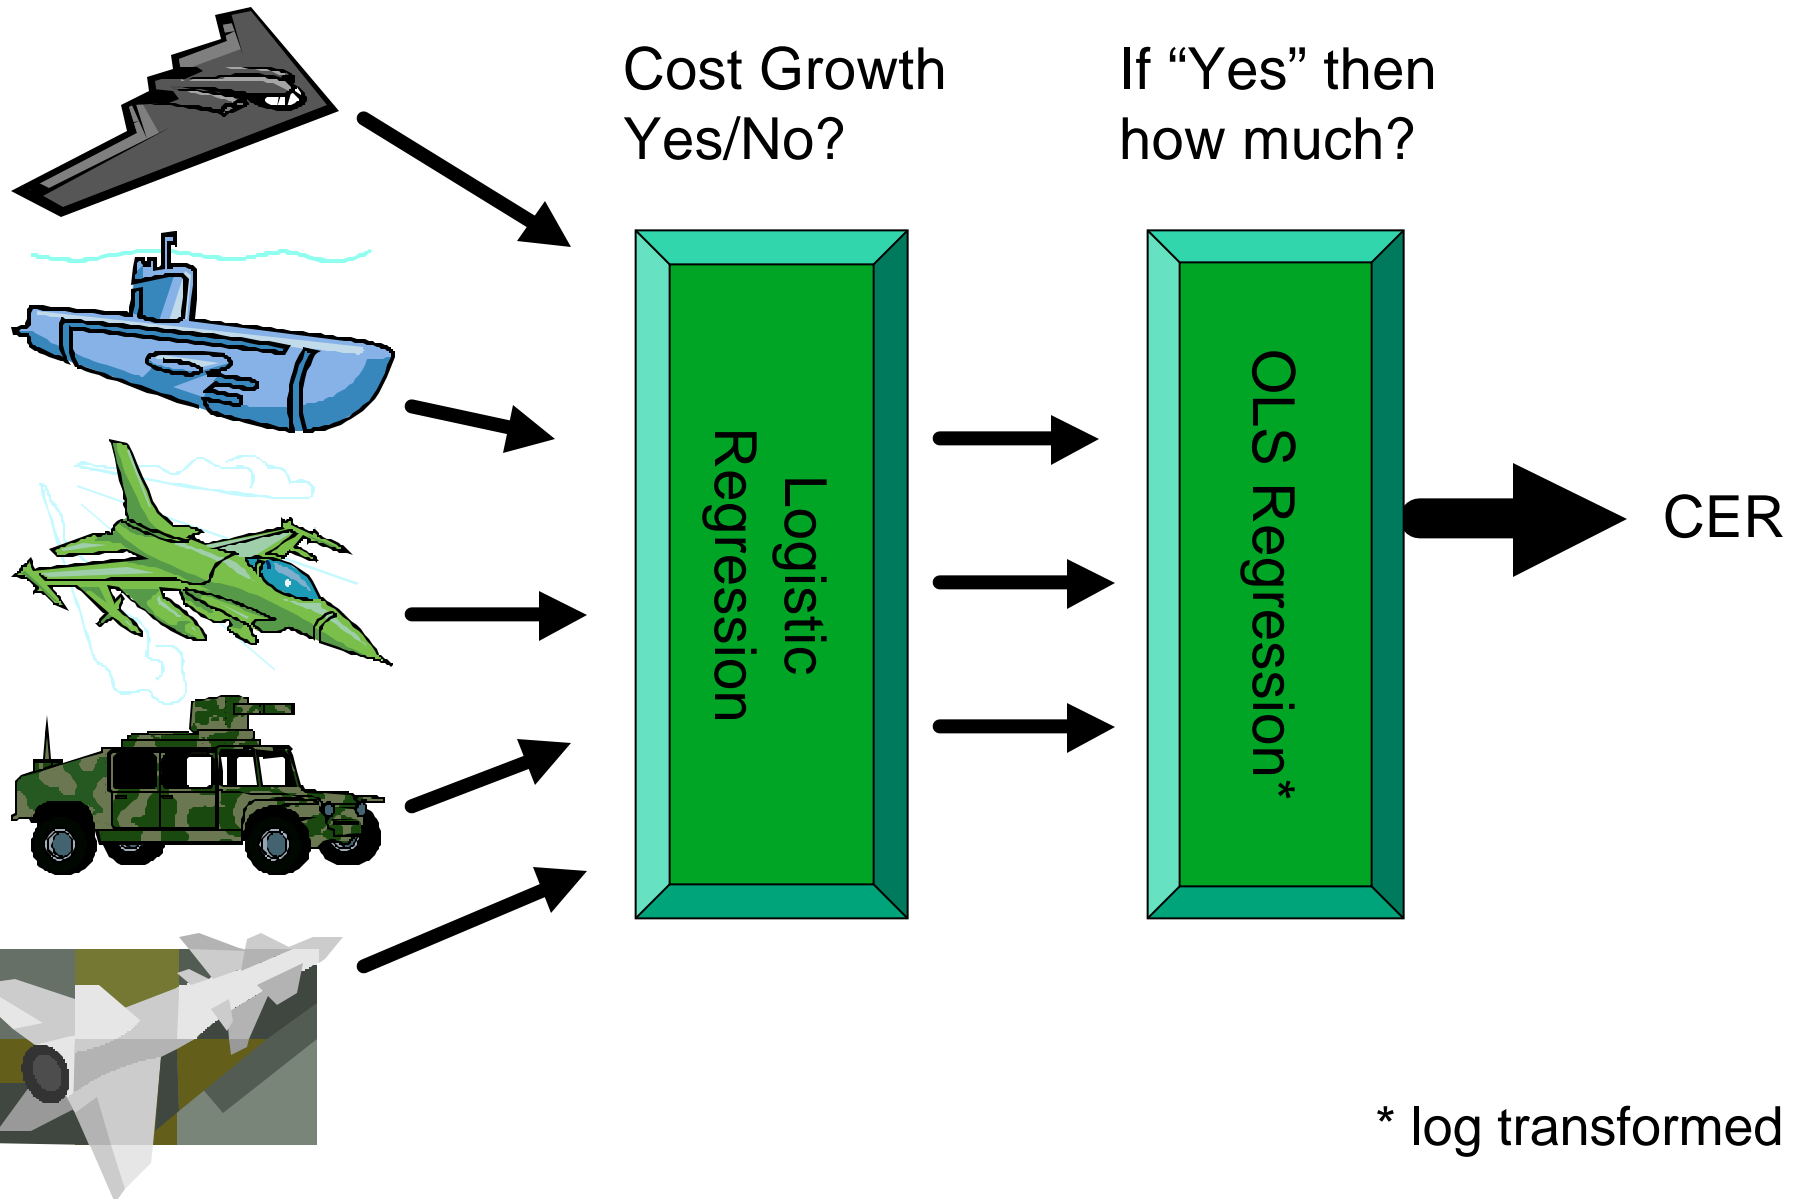 Cost Growth
Yes/No?
If “Yes” then
how much?
Logistic
Regression
OLS Regression*
CER
* log transformed